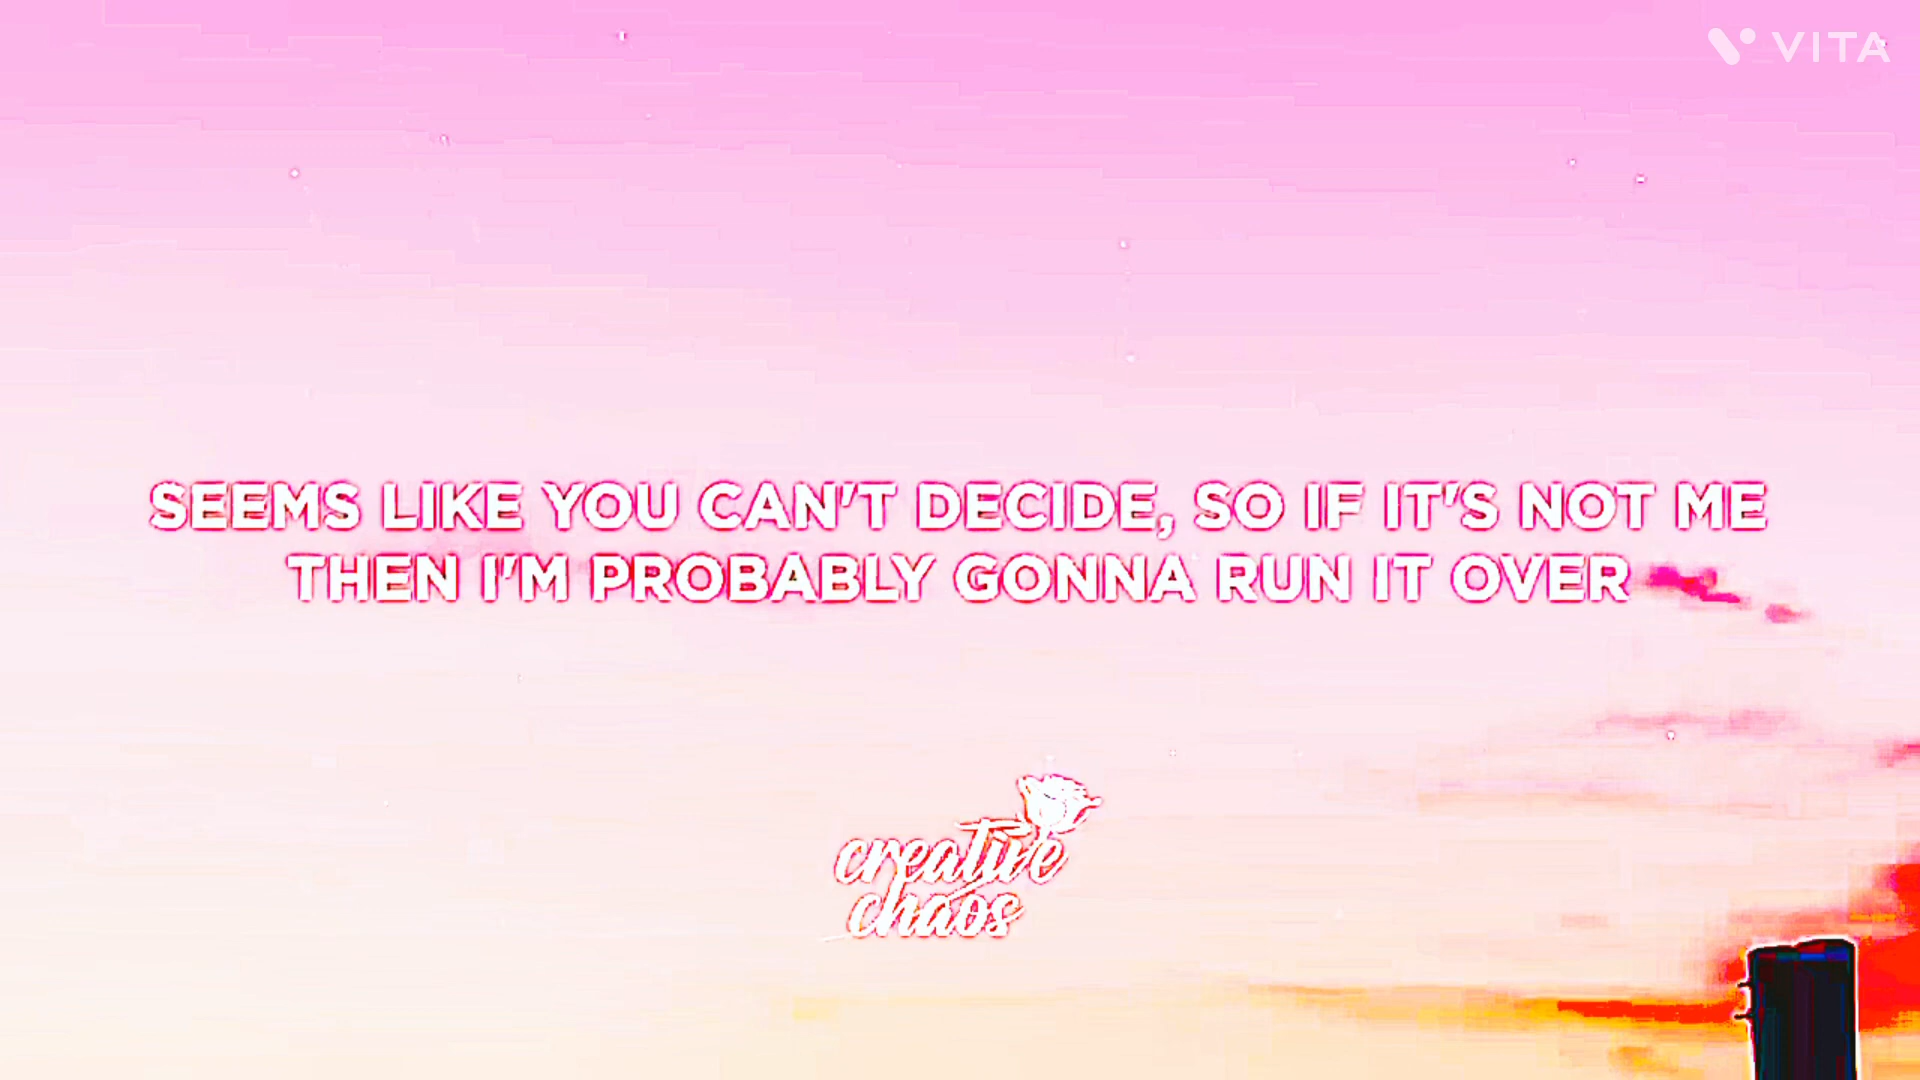 VITA
SEEMS LIKE YOU CAN'T DECIDE, SO IF IT'S NOT ME
THEN I'M PROBABLY GONNA RUN IT OVER
creative
chaos